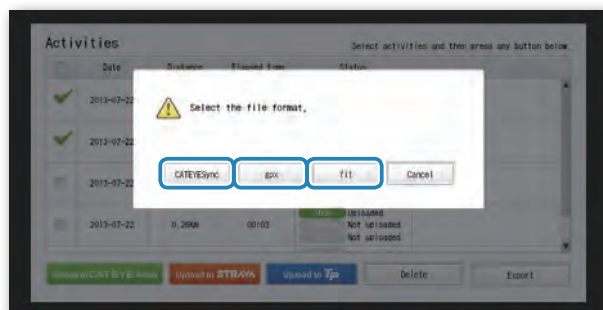 Activities
Select activities and then press any button below.
Date Distance Elapsed time Status
2013-07-22
Select the file format.
2013-07-22
CATEYESync gpx fit Cancel
2013-07-22
Uploaded
2013-07-22 00:03 Not uploaded
Not uploaded
Upload to STRAVA Upload to Tp Delete Export